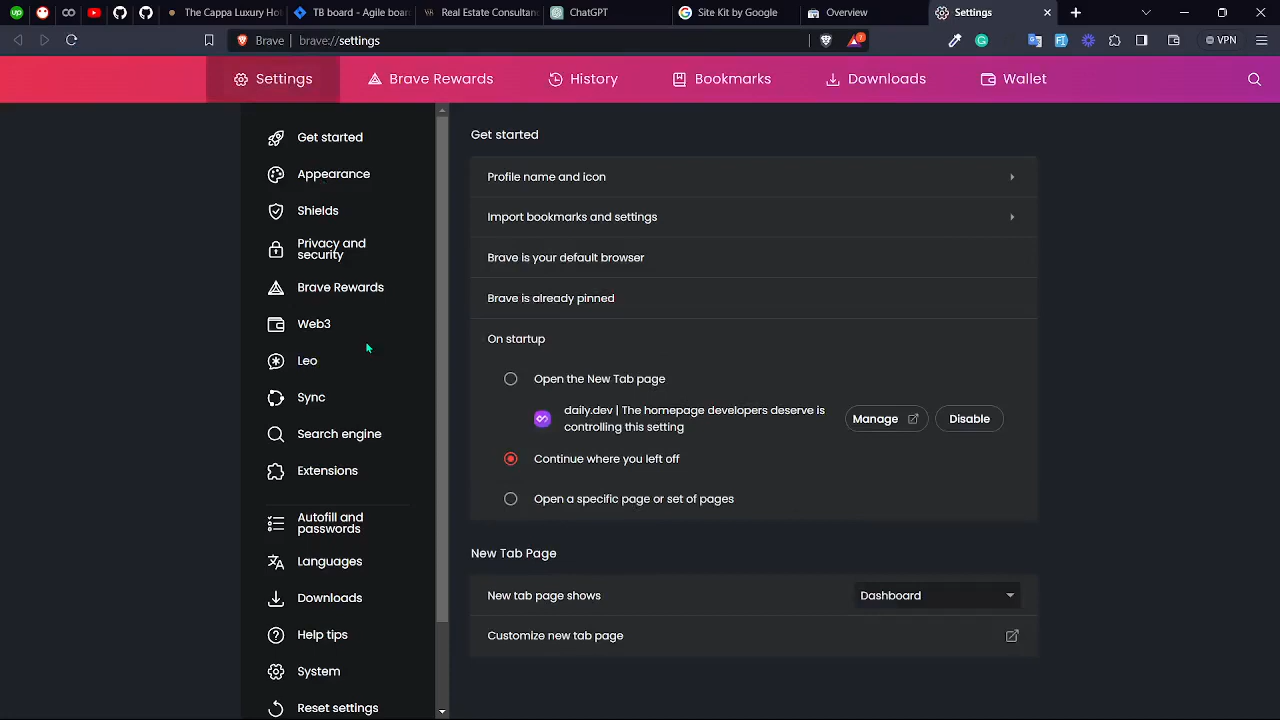 The Cappa Luxury Ho
TB board - Agile boar
Real Estate Consultan
ChatGPT
Site Kit by Google
Overview
Settings
Brave
brave://settings
7
VPN
Settings
Brave Rewards
History
Bookmarks
Downloads
Wallet
Get started
Appearance
Shields
Privacy and
security
Brave Rewards
Web3
Leo
Sync
Search engine
Extensions
Autofill and
passwords
Languages
Downloads
Help tips
System
Reset settings
Get started
Profile name and icon
Import bookmarks and settings
Brave is your default browser
Brave is already pinned
On startup
Open the New Tab page
daily.dev | The homepage developers deserve is
controlling this setting
Manage
Disable
Continue where you left off
Open a specific page or set of pages
New Tab Page
New tab page shows
Dashboard
Customize new tab page